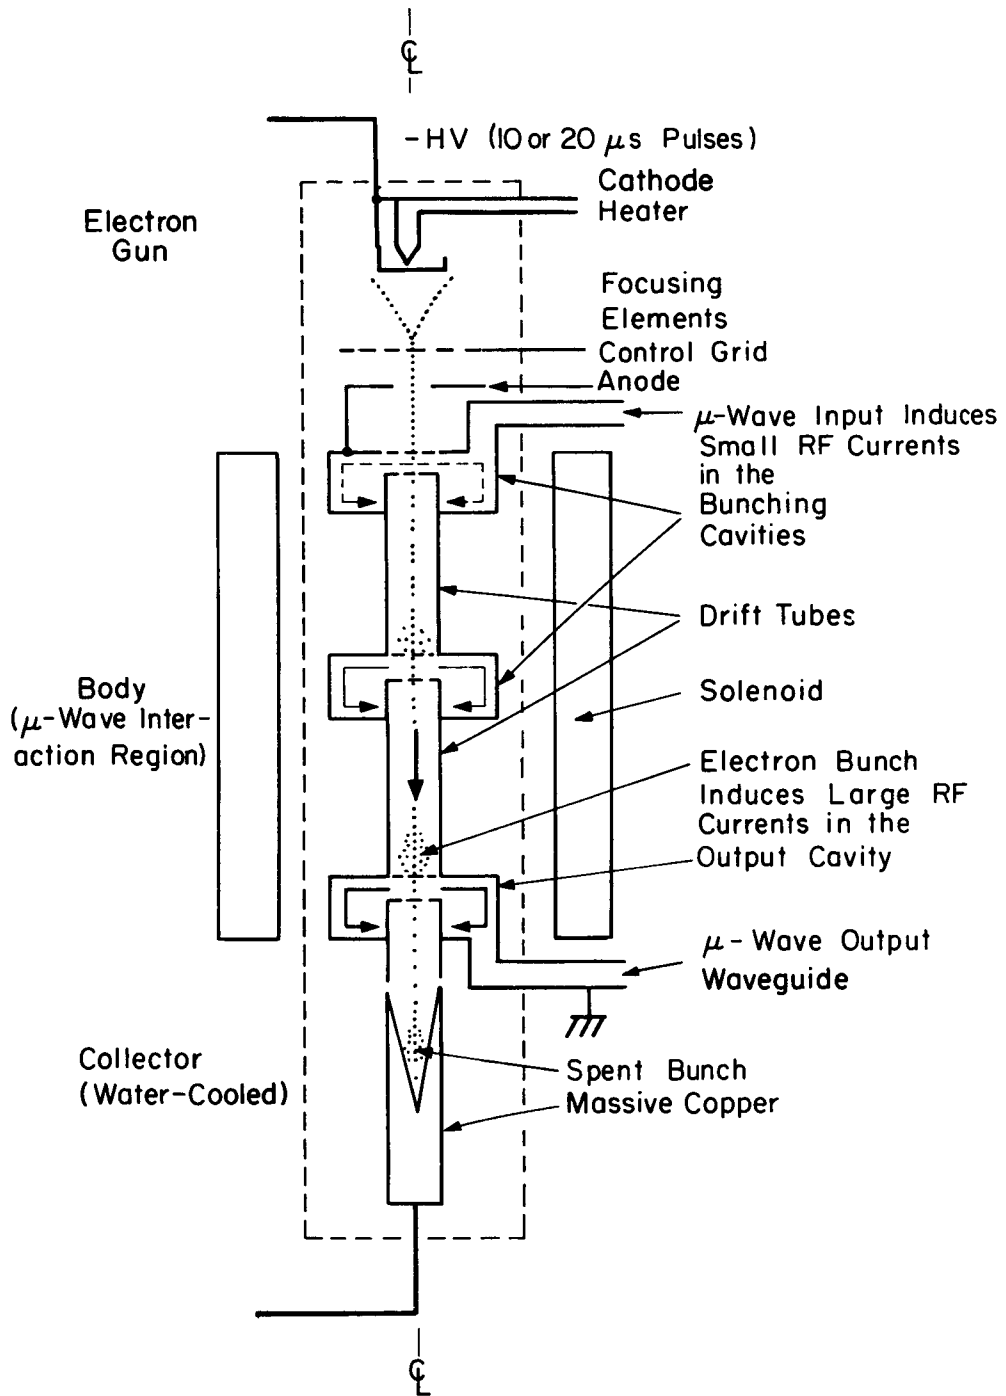 ℄
-HV (10 or 20 μs Pulses)
Cathode
Heater
Electron
Gun
Focusing
Elements
Control Grid
Anode
μ-Wave Input Induces
Small RF Currents
in the
Bunching
Cavities
Drift Tubes
Body
(μ-Wave Inter-
action Region)
Solenoid
Electron Bunch
Induces Large RF
Currents in the
Output Cavity
μ- Wave Output
Waveguide
Collector
(Water-Cooled)
Spent Bunch
Massive Copper
℄